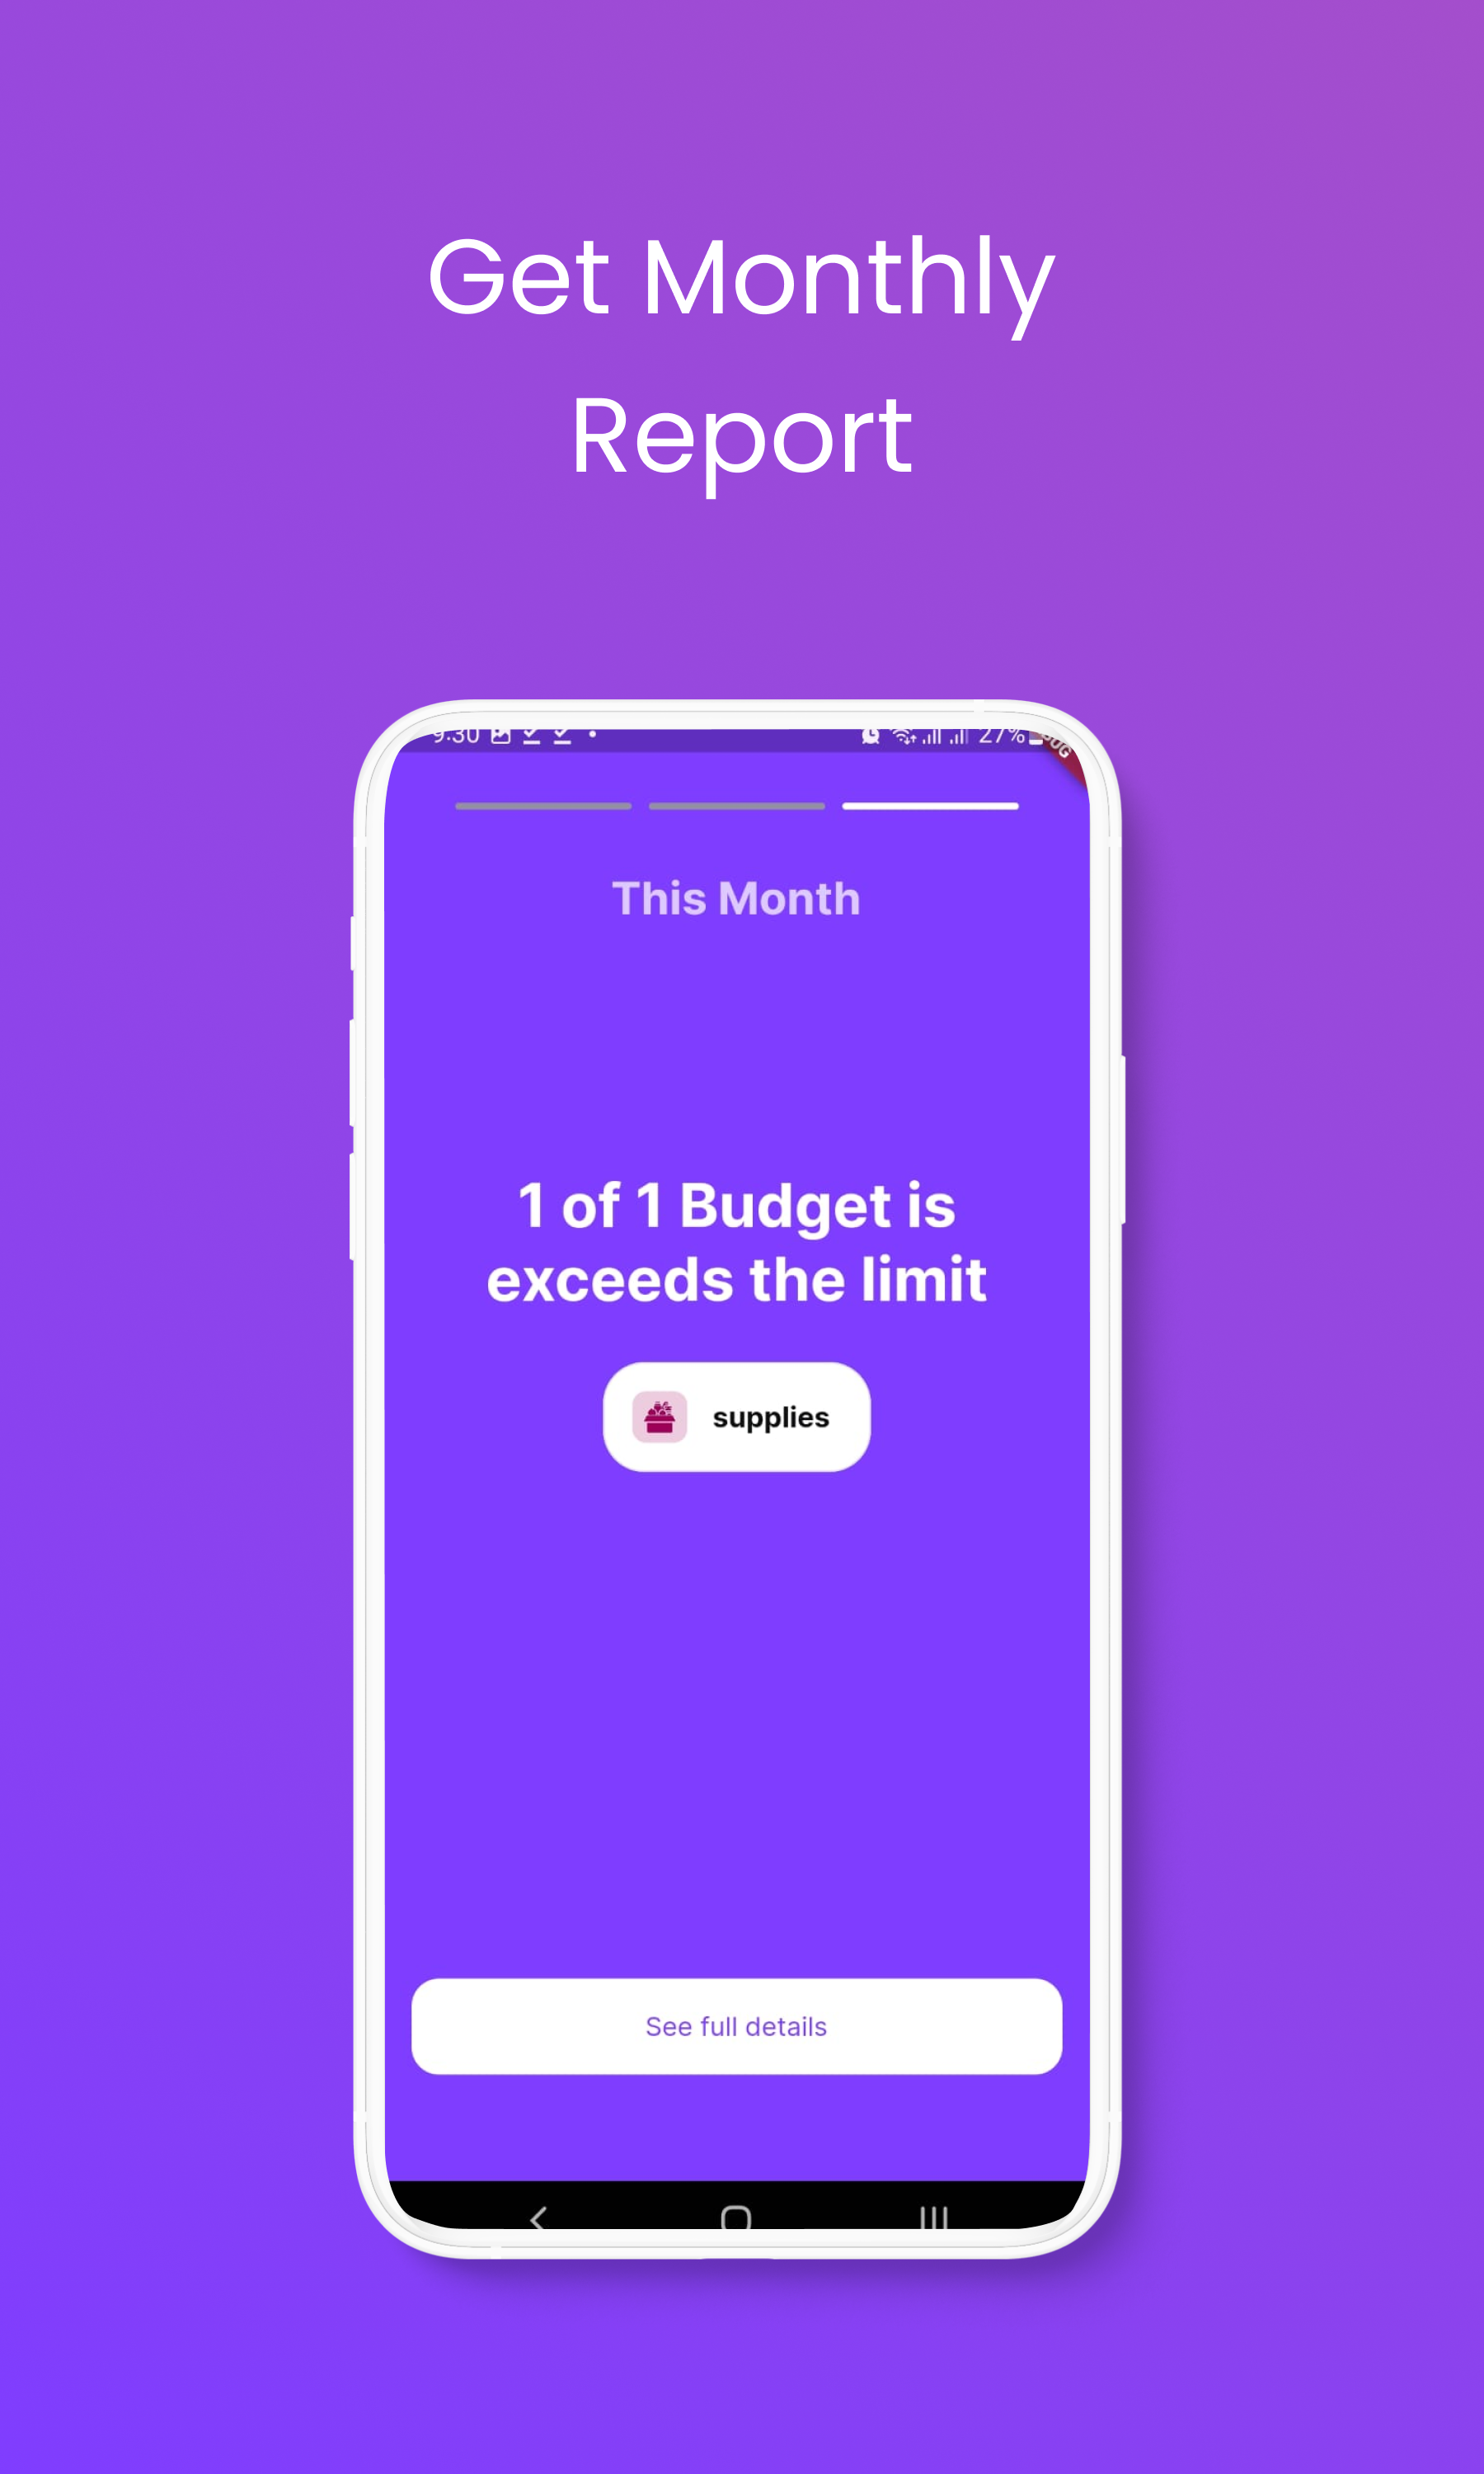 Get Monthly
Report
9:30 27%
This Month
1 of 1 Budget is
exceeds the limit
supplies
See full details